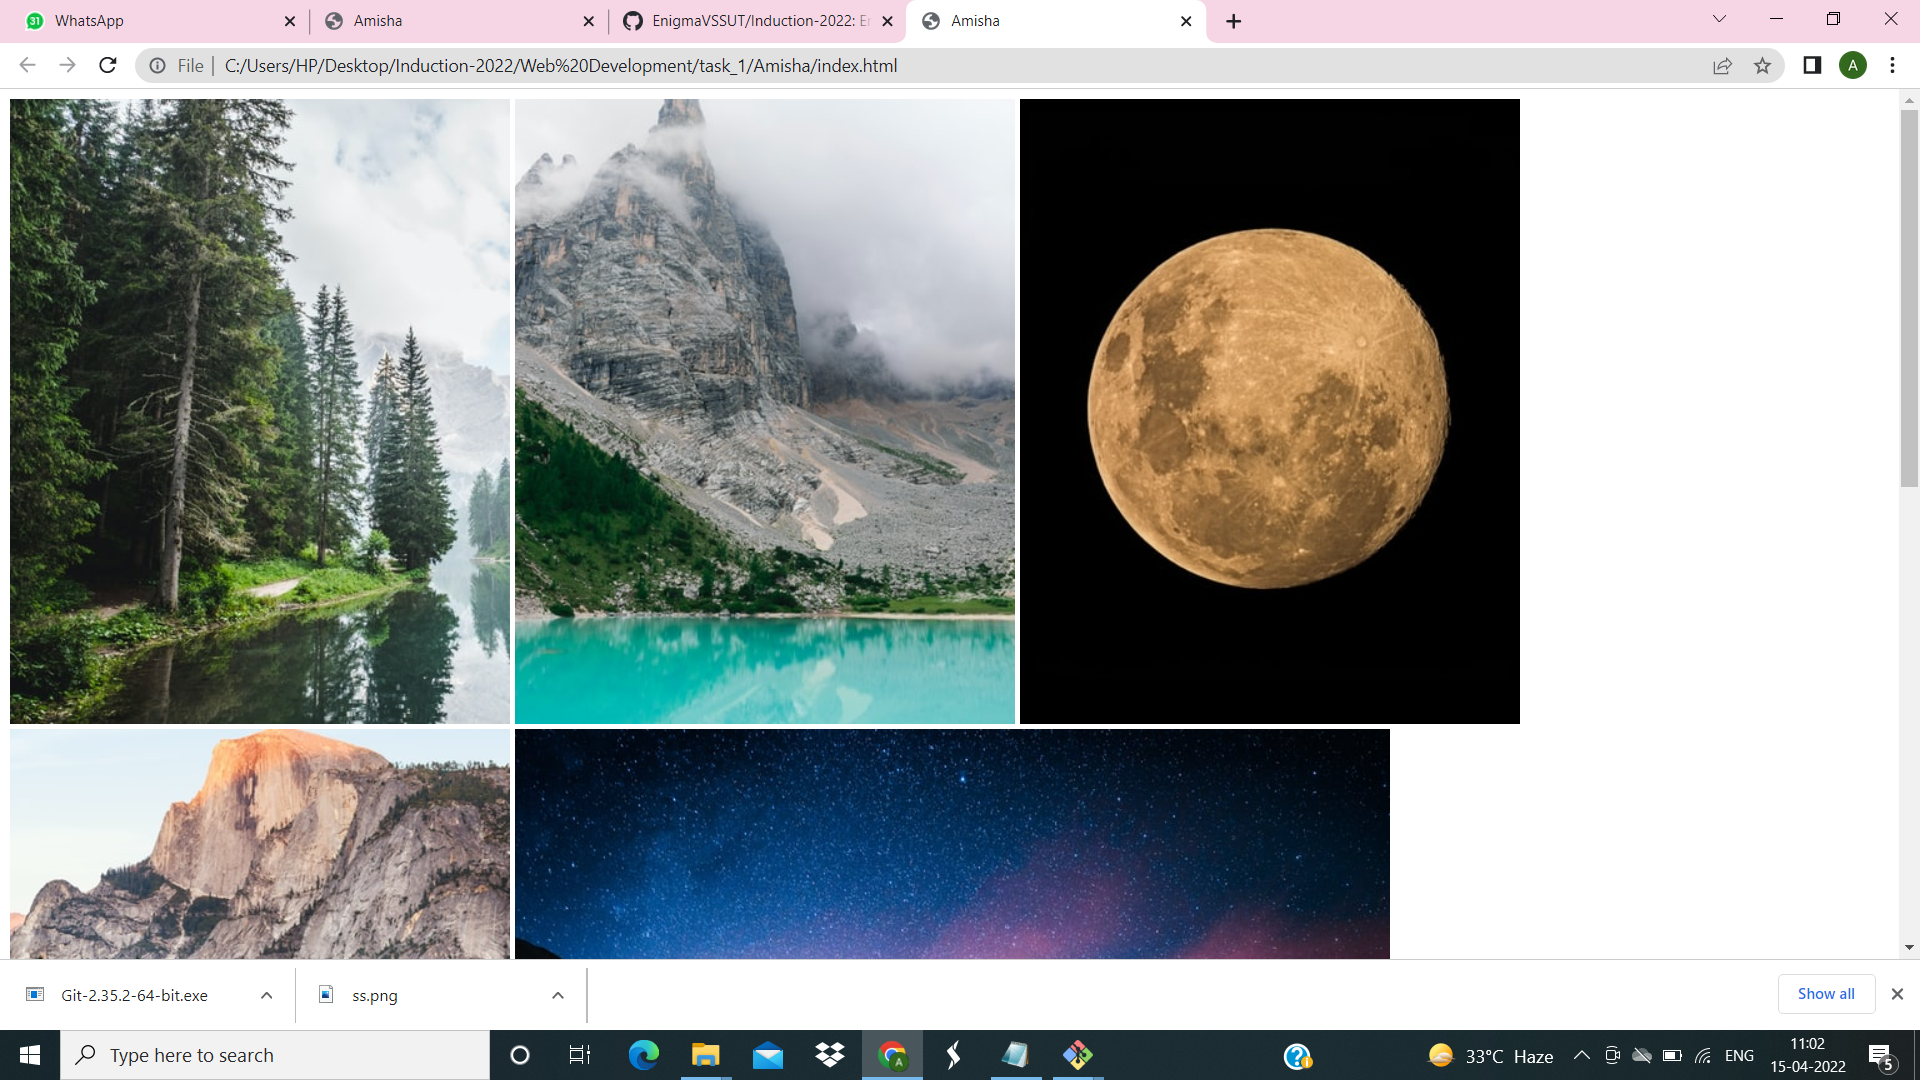 31 WhatsApp
Amisha
EnigmaVSSUT/Induction-2022: E
Amisha
File
C:/Users/HP/Desktop/Induction-2022/Web%20Development/task_1/Amisha/index.html
A
Git-2.35.2-64-bit.exe
ss.png
Show all
Type here to search
A
33°C Haze
ENG
11:02
15-04-2022
5